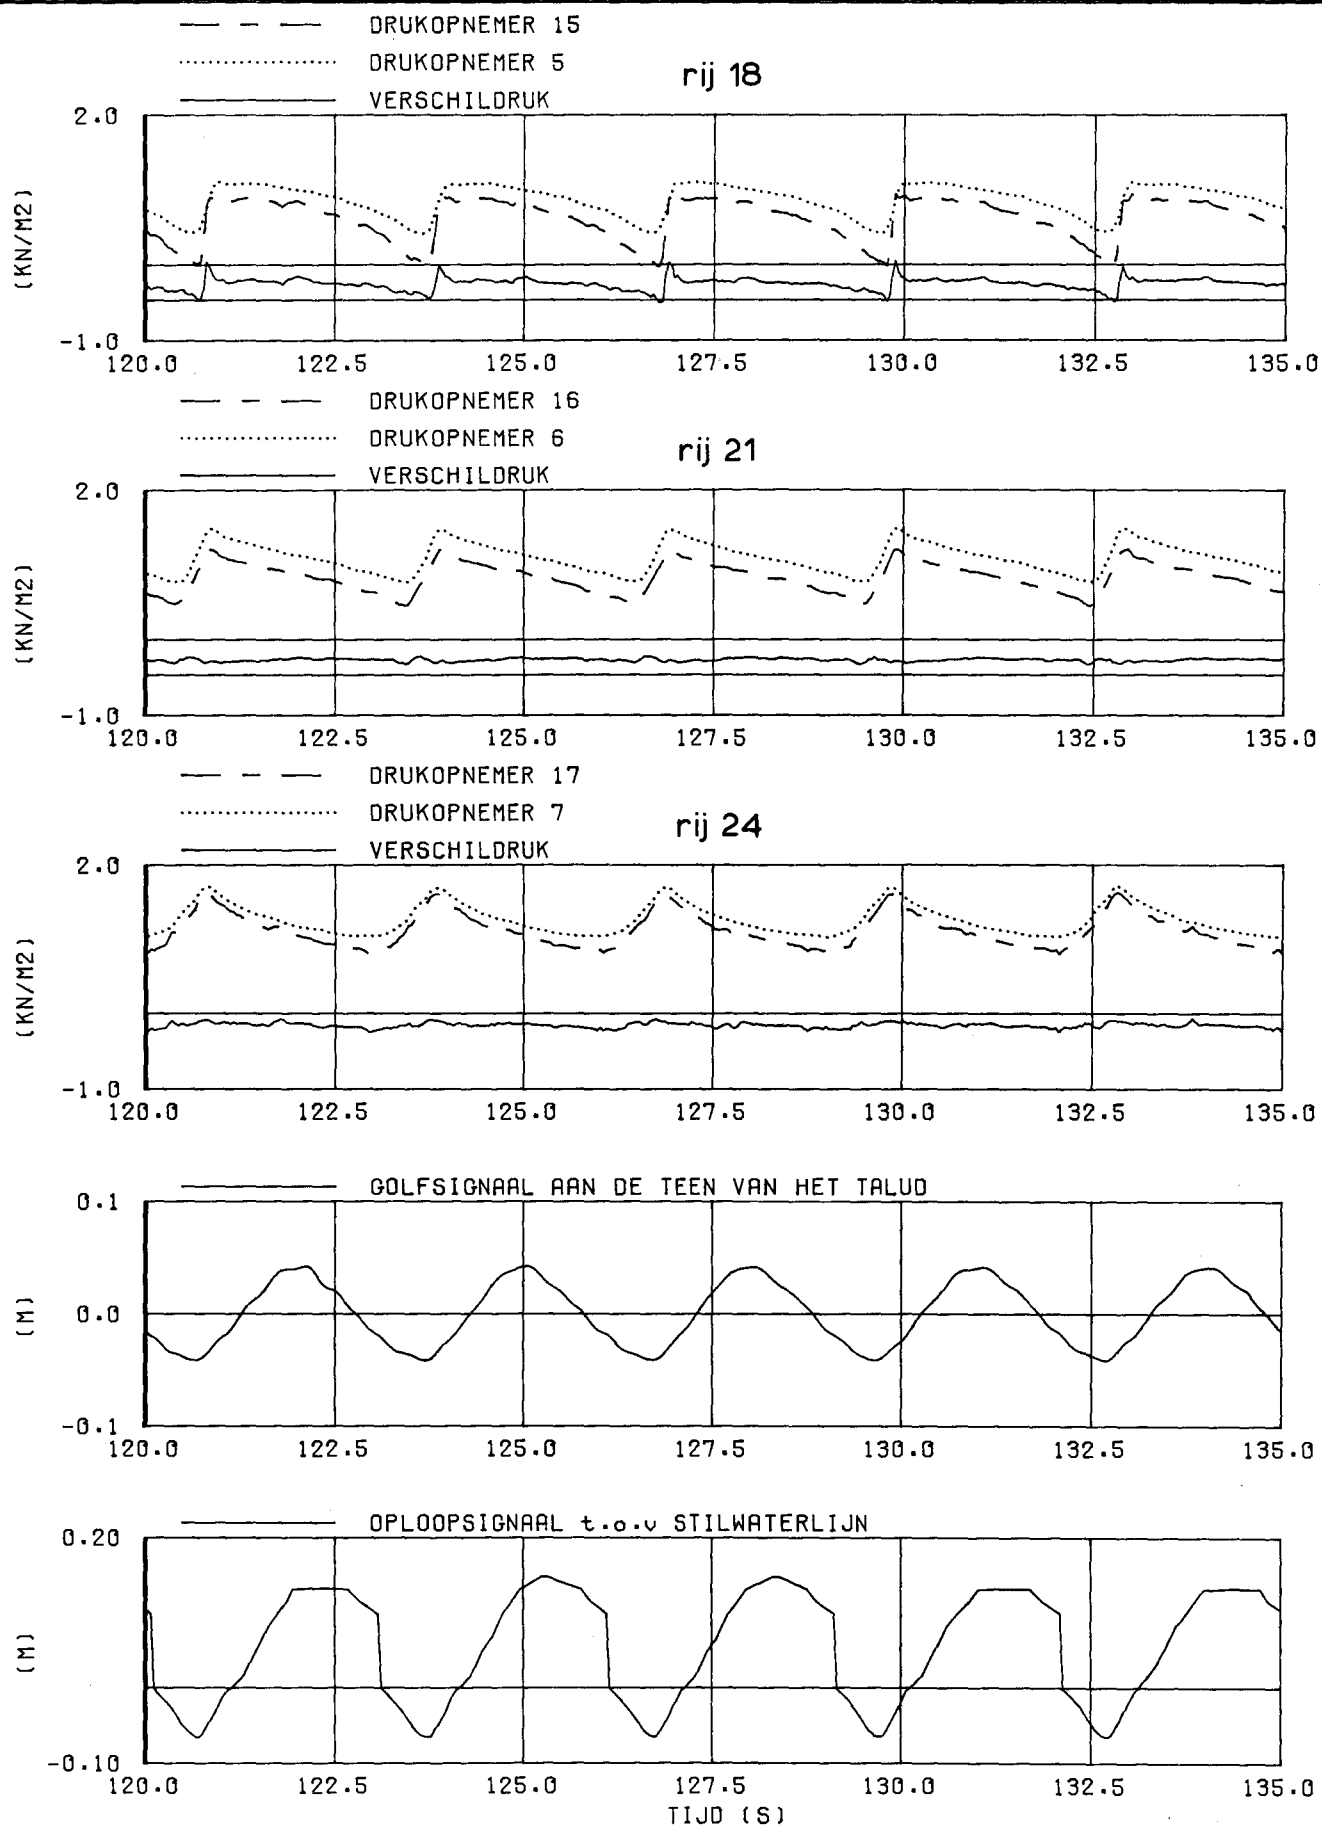 DRUKOPNEMER 15
DRUKOPNEMER 5
rij 18
VERSCHILDRUK
2.0
(KN/M2)
-1.0
120.0 122.5 125.0 127.5 130.0 132.5 135.0
DRUKOPNEMER 16
DRUKOPNEMER 6
rij 21
VERSCHILDRUK
2.0
(KN/M2)
-1.0
120.0 122.5 125.0 127.5 130.0 132.5 135.0
DRUKOPNEMER 17
DRUKOPNEMER 7
rij 24
VERSCHILDRUK
2.0
(KN/M2)
-1.0
120.0 122.5 125.0 127.5 130.0 132.5 135.0
GOLFSIGNAAL AAN DE TEEN VAN HET TALUD
0.1
(M)
0.0
-0.1
120.0 122.5 125.0 127.5 130.0 132.5 135.0
OPLOOPSIGNAAL t.o.v STILWATERLIJN
0.20
(M)
-0.10
120.0 122.5 125.0 127.5 130.0 132.5 135.0
TIJD (S)